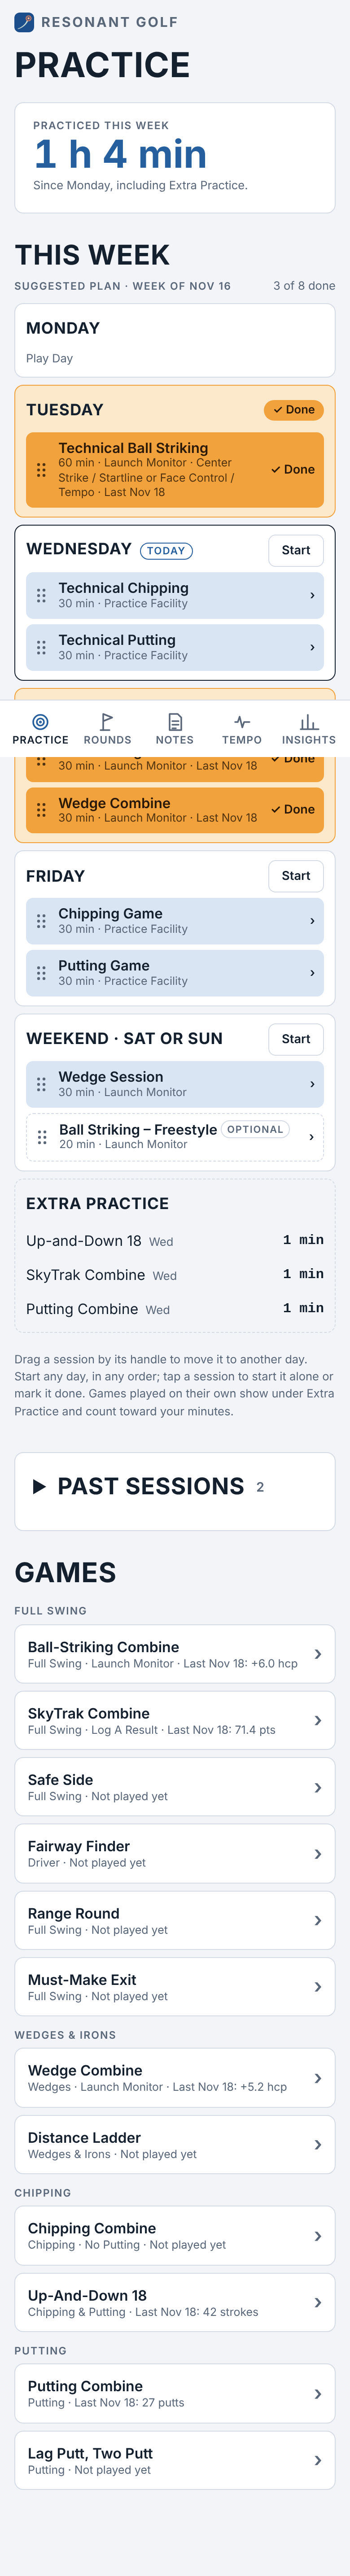 RESONANT GOLF
PRACTICE
PRACTICED THIS WEEK
1 h 4 min
Since Monday, including Extra Practice.
THIS WEEK
SUGGESTED PLAN · WEEK OF NOV 16
3 of 8 done
MONDAY
Play Day
TUESDAY
✓ Done
Technical Ball Striking
60 min · Launch Monitor · Center
Strike / Startline or Face Control /
Tempo · Last Nov 18
✓ Done
WEDNESDAY
TODAY
Start
Technical Chipping
30 min · Practice Facility
›
Technical Putting
30 min · Practice Facility
›
PRACTICE
ROUNDS
NOTES
TEMPO
INSIGHTS
30 min · Launch Monitor · Last Nov 18
✓ Done
Wedge Combine
30 min · Launch Monitor · Last Nov 18
✓ Done
FRIDAY
Start
Chipping Game
30 min · Practice Facility
›
Putting Game
30 min · Practice Facility
›
WEEKEND · SAT OR SUN
Start
Wedge Session
30 min · Launch Monitor
›
Ball Striking – Freestyle OPTIONAL
20 min · Launch Monitor
›
EXTRA PRACTICE
Up-and-Down 18 Wed
1 min
SkyTrak Combine Wed
1 min
Putting Combine Wed
1 min
Drag a session by its handle to move it to another day.
Start any day, in any order; tap a session to start it alone or
mark it done. Games played on their own show under Extra
Practice and count toward your minutes.
PAST SESSIONS 2
GAMES
FULL SWING
Ball-Striking Combine
Full Swing · Launch Monitor · Last Nov 18: +6.0 hcp
›
SkyTrak Combine
Full Swing · Log A Result · Last Nov 18: 71.4 pts
›
Safe Side
Full Swing · Not played yet
›
Fairway Finder
Driver · Not played yet
›
Range Round
Full Swing · Not played yet
›
Must-Make Exit
Full Swing · Not played yet
›
WEDGES & IRONS
Wedge Combine
Wedges · Launch Monitor · Last Nov 18: +5.2 hcp
›
Distance Ladder
Wedges & Irons · Not played yet
›
CHIPPING
Chipping Combine
Chipping · No Putting · Not played yet
›
Up-And-Down 18
Chipping & Putting · Last Nov 18: 42 strokes
›
PUTTING
Putting Combine
Putting · Last Nov 18: 27 putts
›
Lag Putt, Two Putt
Putting · Not played yet
›